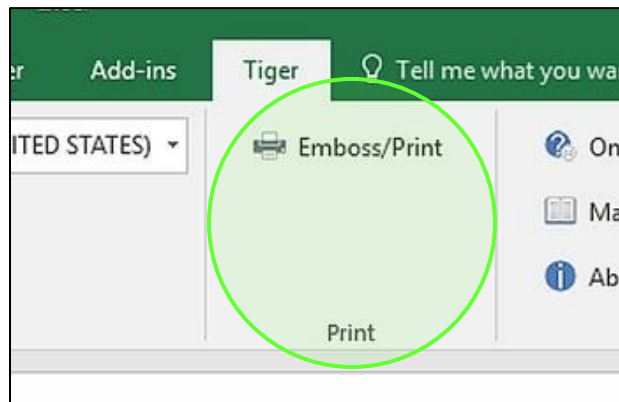 er Add-ins Tiger Tell me what you wa
ITED STATES) Emboss/Print On
Ma
Ab
Print